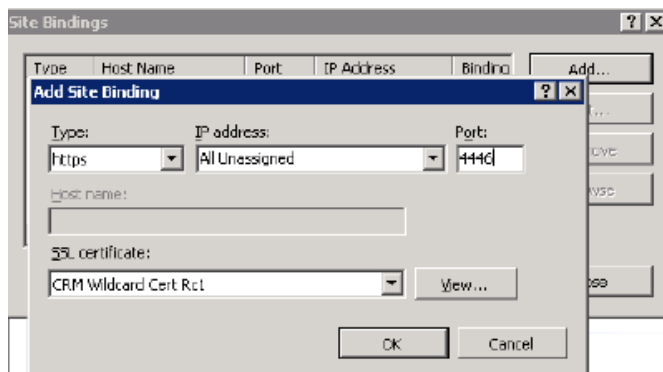 Site Bindings
Type Host Name Port IP Address Binding Add...
Add Site Binding
Type: IP address: Port:
https All Unassigned 4446
Host name:
SSL certificate:
CRM Wildcard Cert Rc1 View...
OK Cancel